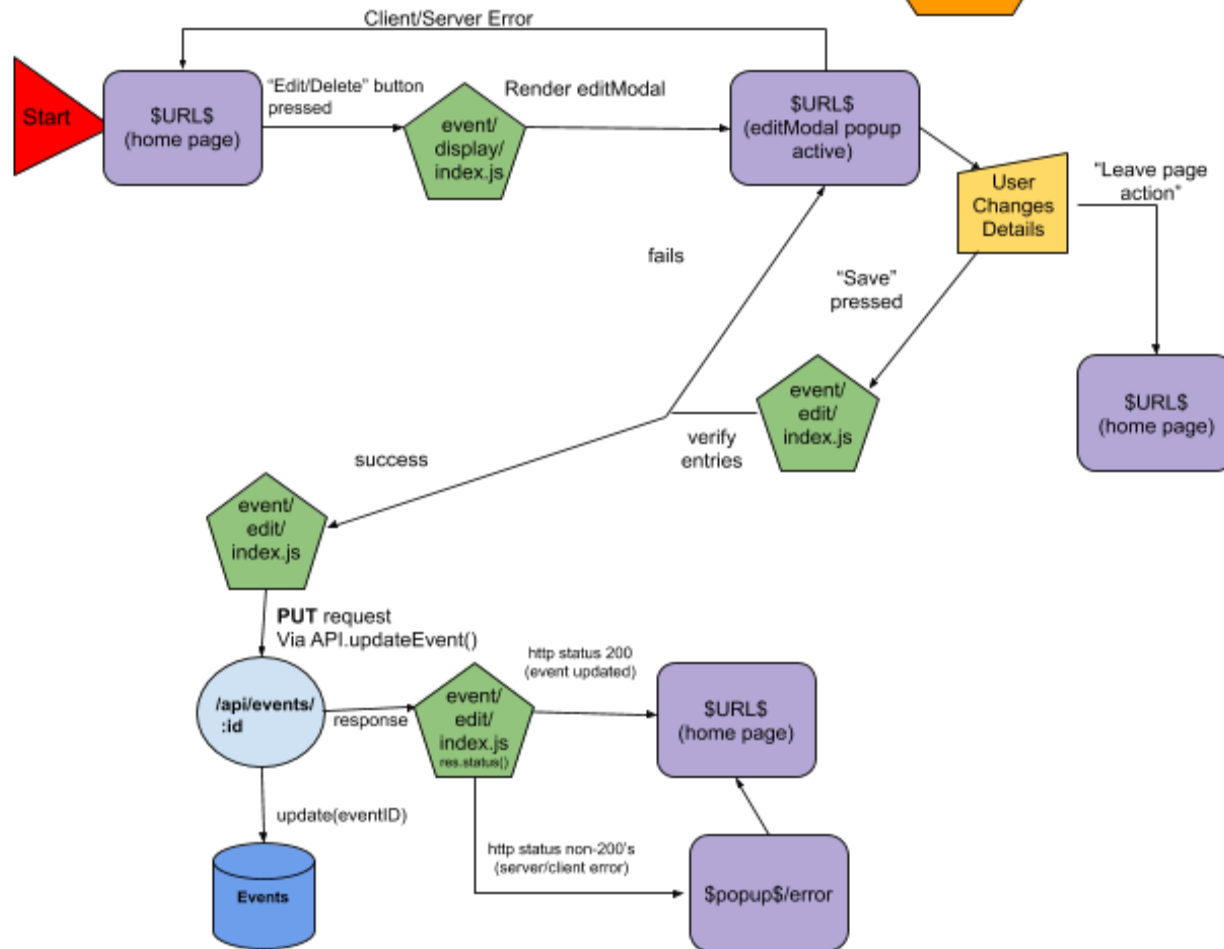 Client/Server Error
Start
$URL$
(home page)
“Edit/Delete” button
pressed
event/
display/
index.js
Render editModal
$URL$
(editModal popup
active)
User
Changes
Details
“Leave page
action”
fails
“Save”
pressed
$URL$
(home page)
event/
edit/
index.js
verify
entries
success
event/
edit/
index.js
PUT request
Via API.updateEvent()
/api/events/
:id
response
event/
edit/
index.js
res.status()
http status 200
(event updated)
$URL$
(home page)
update(eventID)
Events
http status non-200's
(server/client error)
$popup$/error